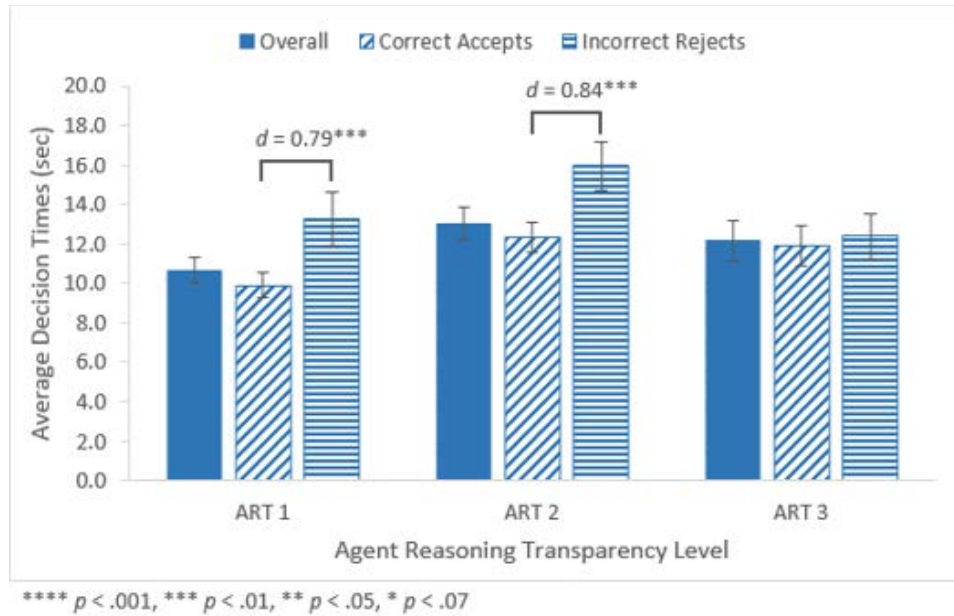 Overall Correct Accepts Incorrect Rejects
20.0
18.0
16.0
14.0
12.0
10.0
8.0
6.0
4.0
2.0
0.0
Average Decision Times (sec)
d = 0.79***
d = 0.84***
ART 1 ART 2 ART 3
Agent Reasoning Transparency Level
**** p < .001, *** p < .01, ** p < .05, * p < .07